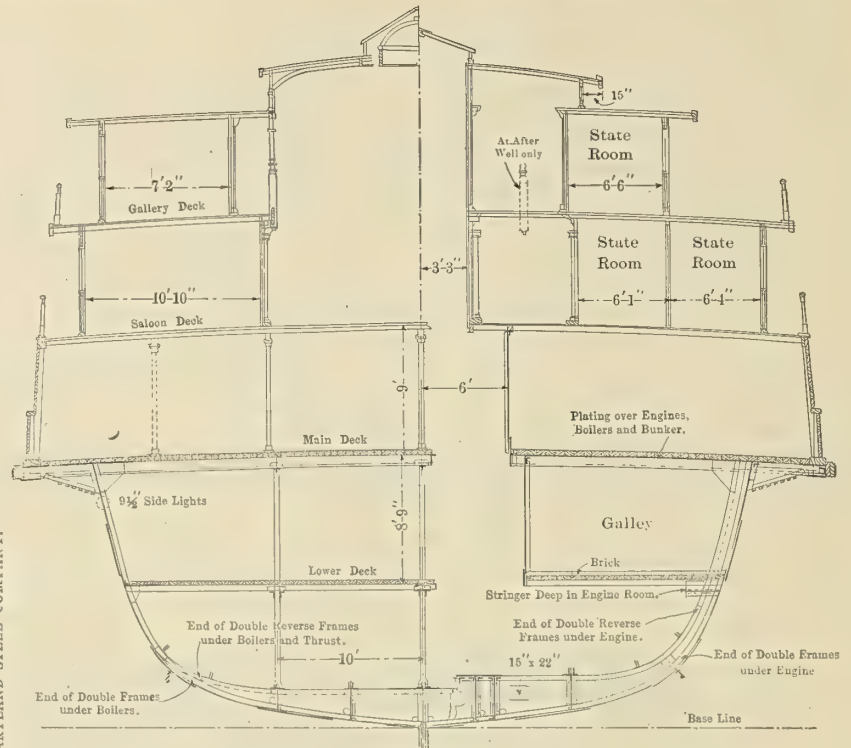 15"
At After
Well only
State
Room
7'2"
6'6"
Gallery Deck
3'-3"
State
Room
State
Room
10'-10"
6'-1"
6'-4"
Saloon Deck
9'
6'
Plating over Engines,
Boilers and Bunker.
Main Deck
9½" Side Lights
8'-9"
Galley
Lower Deck
Brick
Stringer Deep in Engine Room.
End of Double Reverse Frames
under Boilers and Thrust.
End of Double Reverse
Frames under Engine.
10'
15" x 22"
End of Double Frames
under Engine
End of Double Frames
under Boilers.
Base Line
STEEL COMPANY.